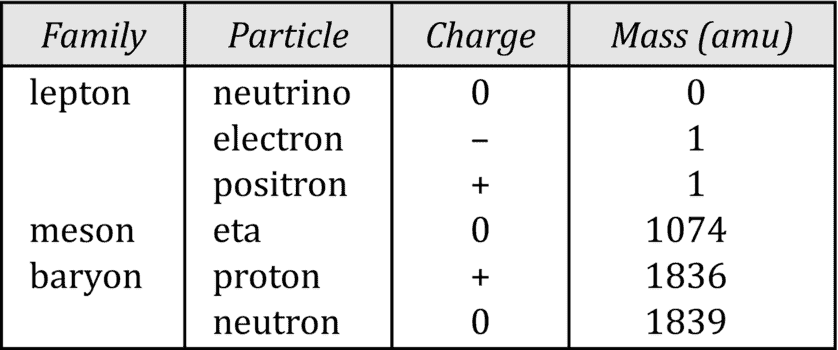 Family Particle Charge Mass (amu)
lepton neutrino 0 0
electron – 1
positron + 1
meson eta 0 1074
baryon proton + 1836
neutron 0 1839